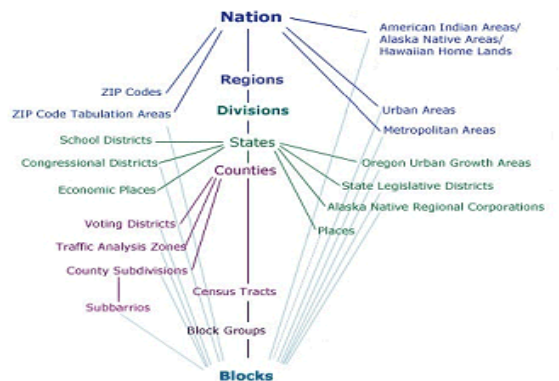 Nation
American Indian Areas/
Alaska Native Areas/
Hawaiian Home Lands
Regions
ZIP Codes
ZIP Code Tabulation Areas
Divisions
Urban Areas
Metropolitan Areas
School Districts
States
Congressional Districts
Oregon Urban Growth Areas
Counties
Economic Places
State Legislative Districts
Alaska Native Regional Corporations
Voting Districts
Places
Traffic Analysis Zones
County Subdivisions
Census Tracts
Subbarrios
Block Groups
Blocks